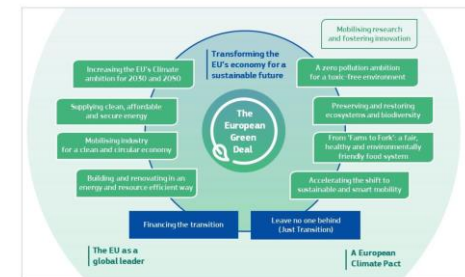 Mobilising research
and fostering innovation
Transforming the
EU's economy for a
sustainable future
Increasing the EU's Climate
ambition for 2030 and 2050
A zero pollution ambition
for a toxic-free environment
Supplying clean, affordable
and secure energy
Preserving and restoring
ecosystems and biodiversity
The
European
Green
Deal
Mobilising industry
for a clean and circular economy
From 'Farm to Fork': a fair,
healthy and environmentally
friendly food system
Building and renovating in an
energy and resource efficient way
Accelerating the shift to
sustainable and smart mobility
Financing the transition
Leave no one behind
(Just Transition)
The EU as a
global leader
A European
Climate Pact